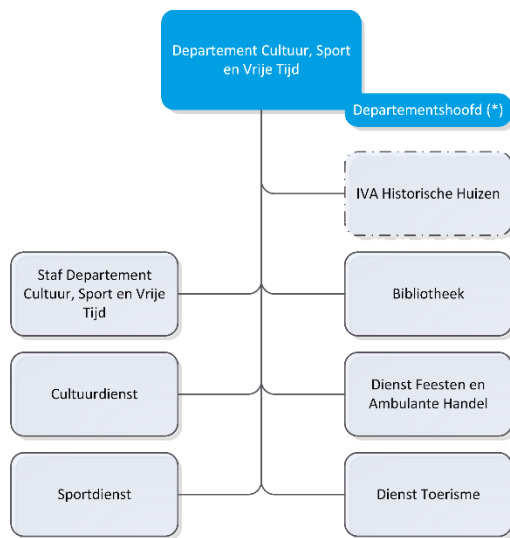 Departement Cultuur, Sport
en Vrije Tijd
Departementshoofd (*)
IVA Historische Huizen
Staf Departement
Cultuur, Sport en Vrije
Tijd
Bibliotheek
Cultuurdienst
Dienst Feesten en
Ambulante Handel
Sportdienst
Dienst Toerisme